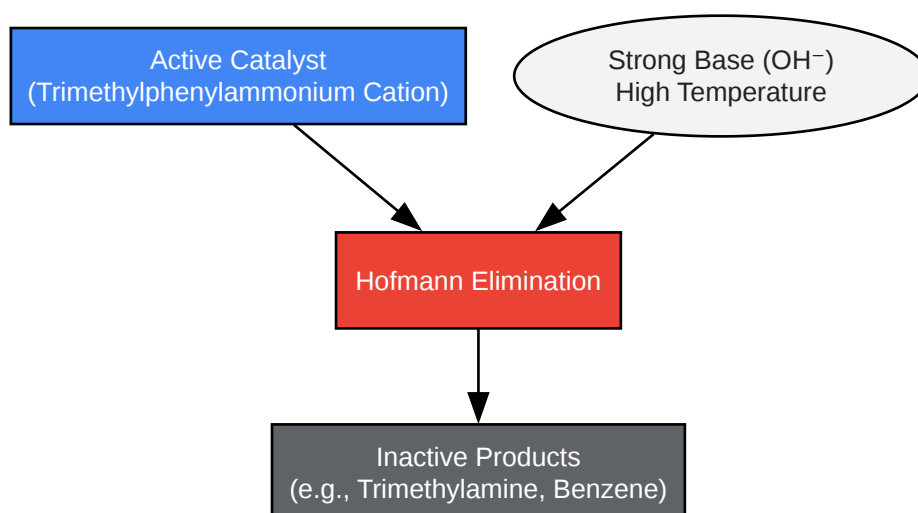 Active Catalyst
(Trimethylphenylammonium Cation)
Strong Base (OH⁻)
High Temperature
Hofmann Elimination
Inactive Products
(e.g., Trimethylamine, Benzene)